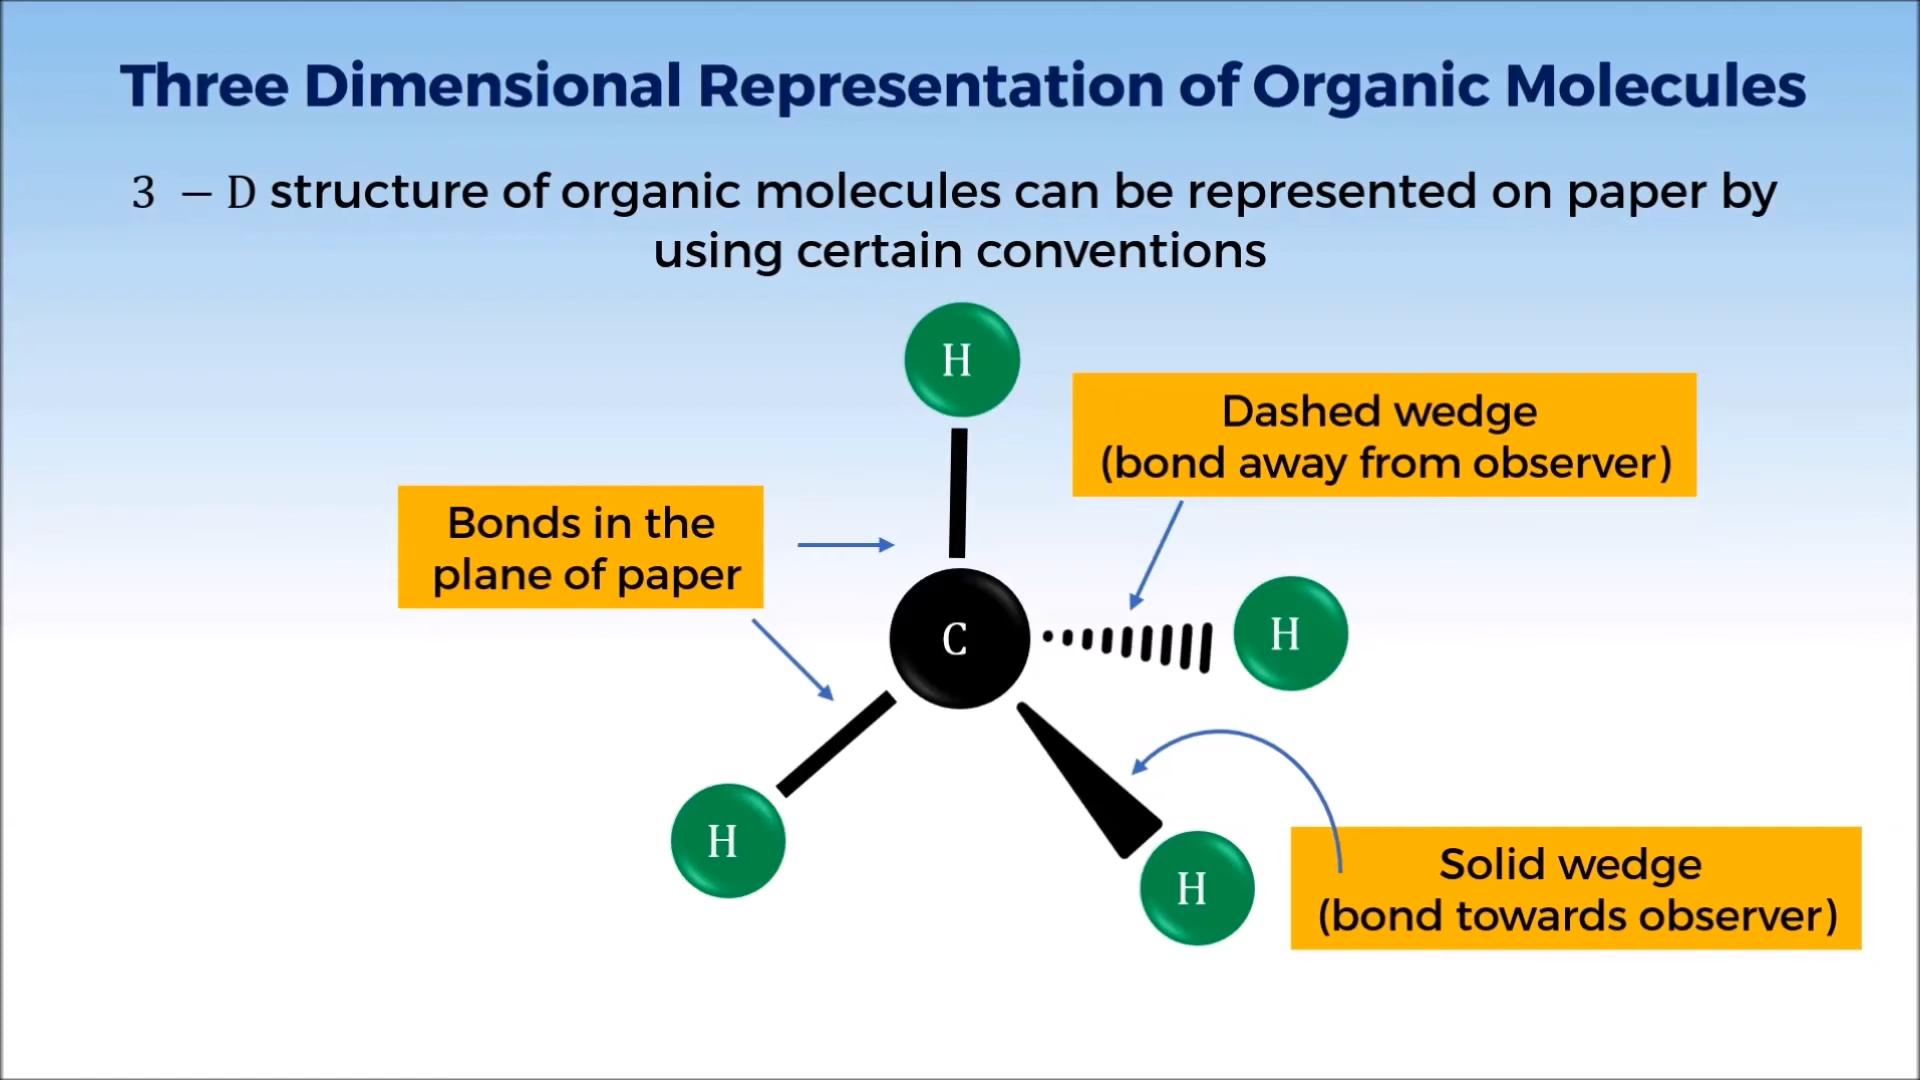 Three Dimensional Representation of Organic Molecules
3 – D structure of organic molecules can be represented on paper by
using certain conventions
H
Dashed wedge
(bond away from observer)
Bonds in the
plane of paper
C
H
H
H
Solid wedge
(bond towards observer)